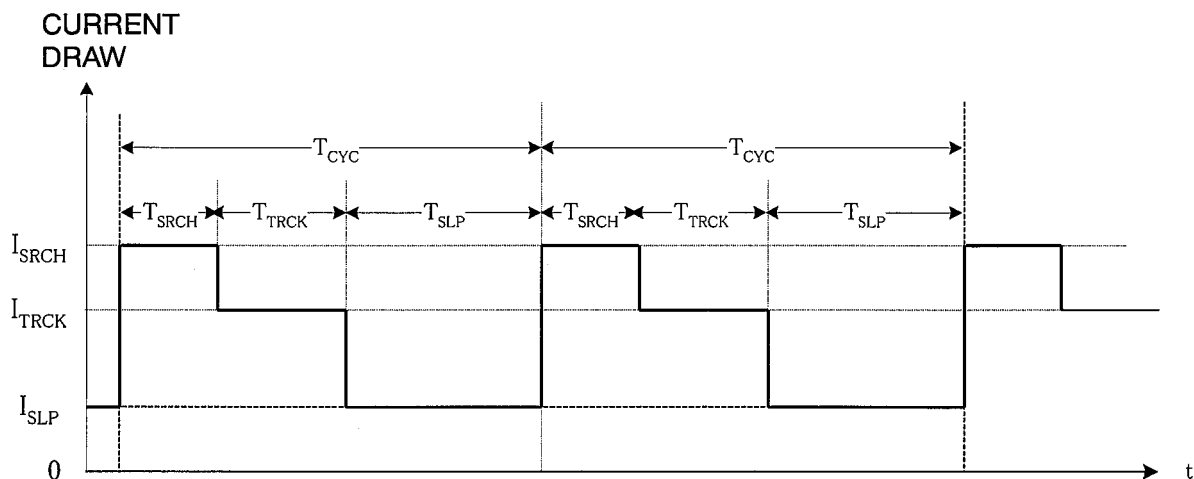 CURRENT
DRAW
T_CYC T_CYC
T_SRCH T_TRCK T_SLP T_SRCH T_TRCK T_SLP
I_SRCH
I_TRCK
I_SLP
0
t